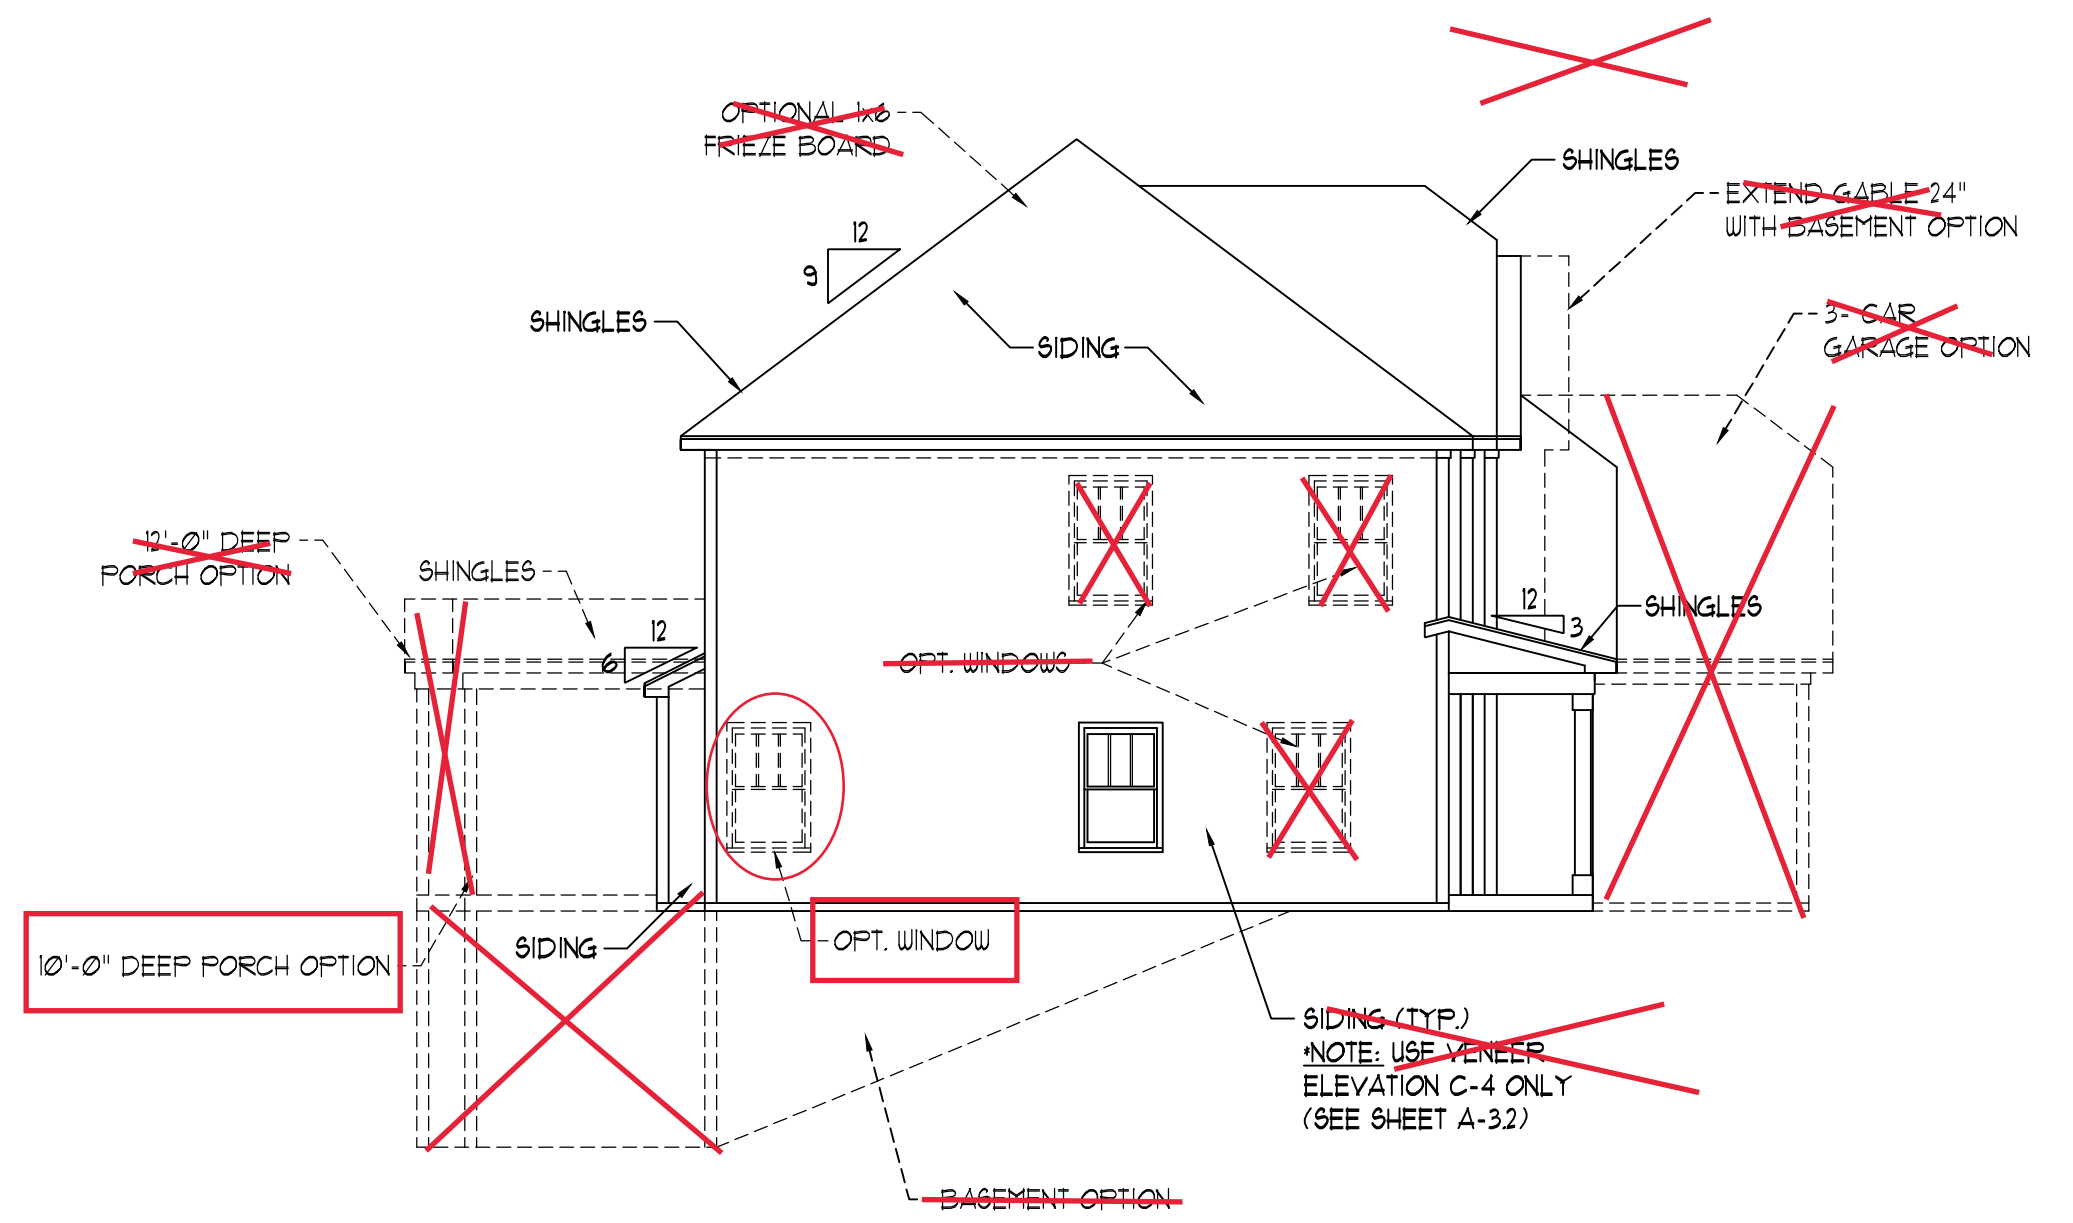 OPTIONAL 1x6
FRIEZE BOARD
SHINGLES
EXTEND GABLE 24"
WITH BASEMENT OPTION
12
9
3- CAR
GARAGE OPTION
SHINGLES
SIDING
12'-0" DEEP
PORCH OPTION
SHINGLES
12
6
12
3
SHINGLES
OPT. WINDOWS
10'-0" DEEP PORCH OPTION
SIDING
OPT. WINDOW
SIDING (TYP.)
*NOTE: USE VENEER
ELEVATION C-4 ONLY
(SEE SHEET A-3.2)
BASEMENT OPTION